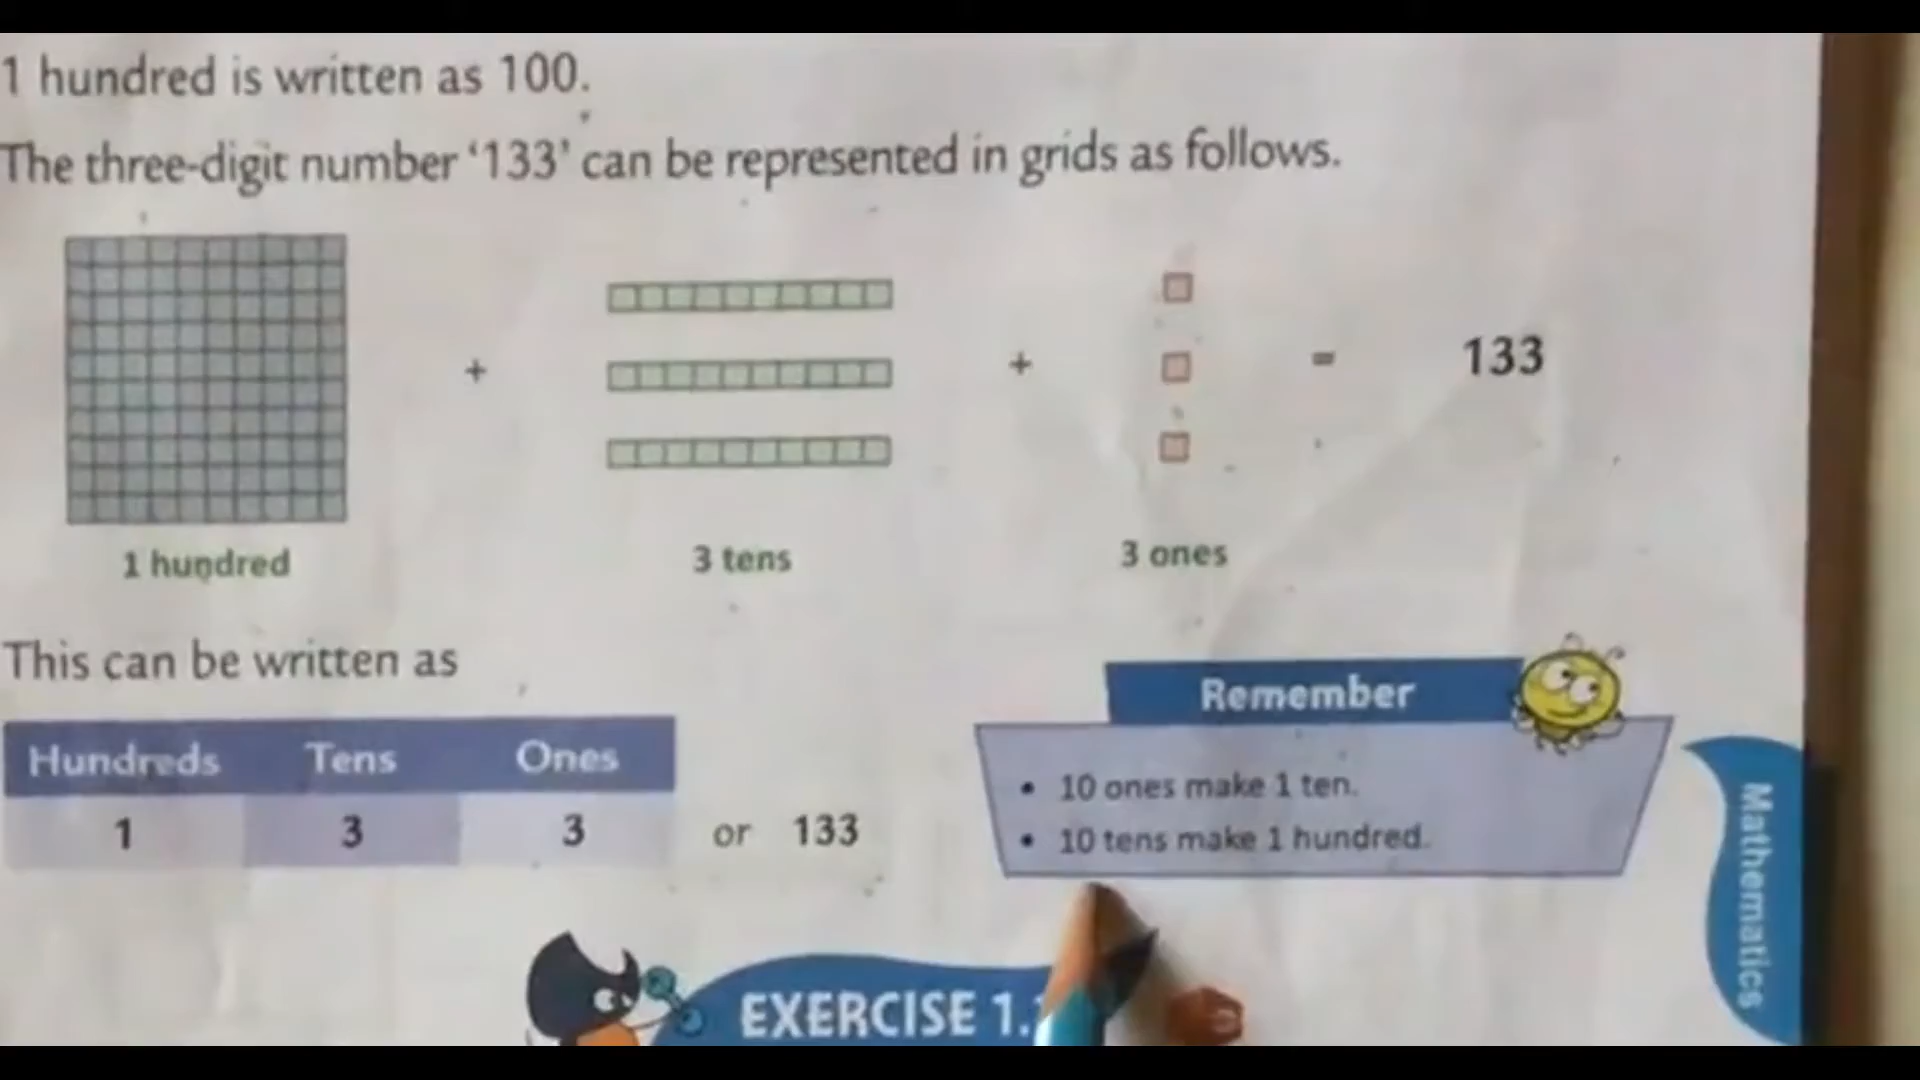 1 hundred is written as 100.
The three-digit number ‘133’ can be represented in grids as follows.
+ + = 133
1 hundred 3 tens 3 ones
This can be written as
Remember
Hundreds Tens Ones
1 3 3 or 133
• 10 ones make 1 ten.
• 10 tens make 1 hundred.
Mathematics
EXERCISE 1.